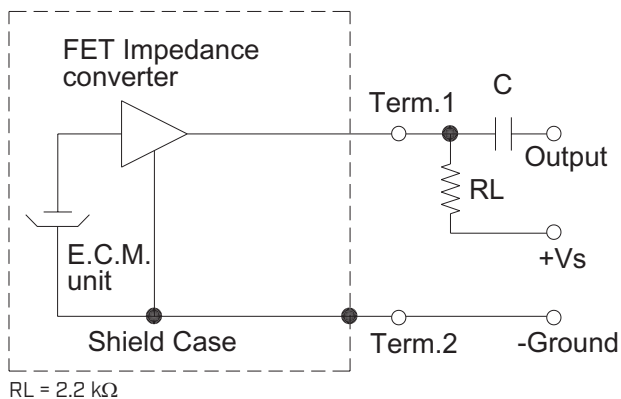 FET Impedance
converter
Term.1
C
Output
RL
+Vs
E.C.M.
unit
Shield Case
Term.2
-Ground
RL = 2.2 kΩ